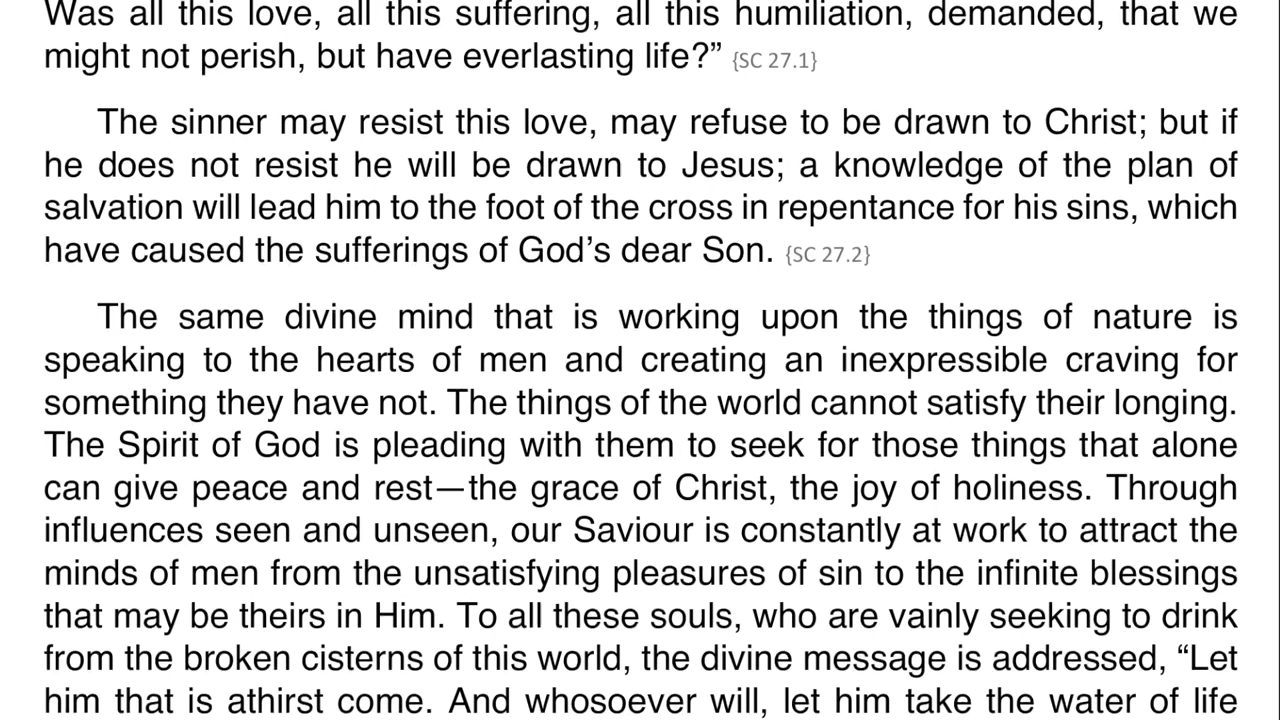 Was all this love, all this suffering, all this humiliation, demanded, that we
might not perish, but have everlasting life?” {SC 27.1}
The sinner may resist this love, may refuse to be drawn to Christ; but if
he does not resist he will be drawn to Jesus; a knowledge of the plan of
salvation will lead him to the foot of the cross in repentance for his sins, which
have caused the sufferings of God’s dear Son. {SC 27.2}
The same divine mind that is working upon the things of nature is
speaking to the hearts of men and creating an inexpressible craving for
something they have not. The things of the world cannot satisfy their longing.
The Spirit of God is pleading with them to seek for those things that alone
can give peace and rest—the grace of Christ, the joy of holiness. Through
influences seen and unseen, our Saviour is constantly at work to attract the
minds of men from the unsatisfying pleasures of sin to the infinite blessings
that may be theirs in Him. To all these souls, who are vainly seeking to drink
from the broken cisterns of this world, the divine message is addressed, “Let
him that is athirst come. And whosoever will, let him take the water of life